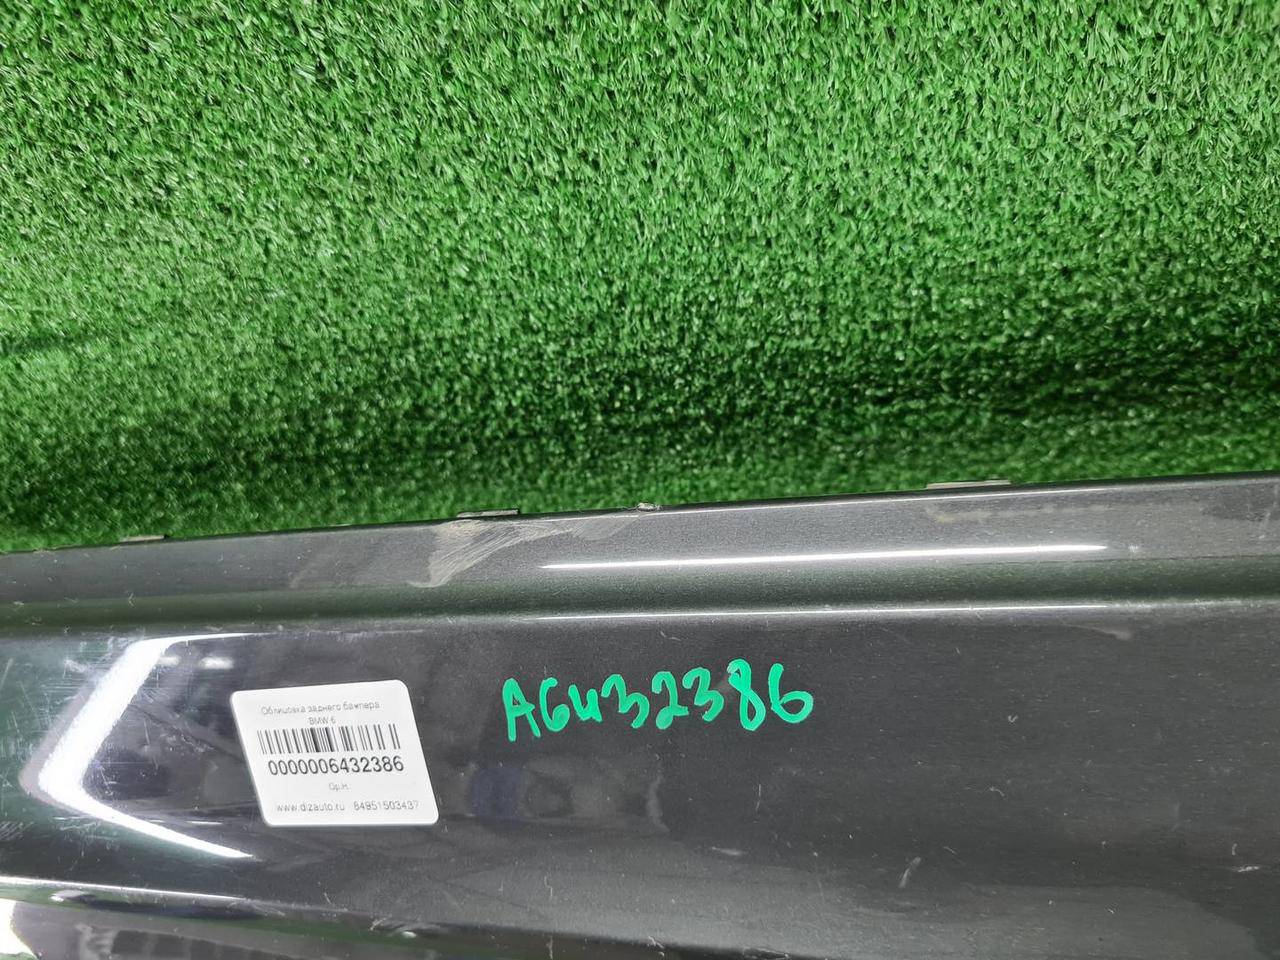 Облицовка заднего бампера
BMW 6
0000006432386
Ор.Н.
www.dizauto.ru 84951503437
A6432386